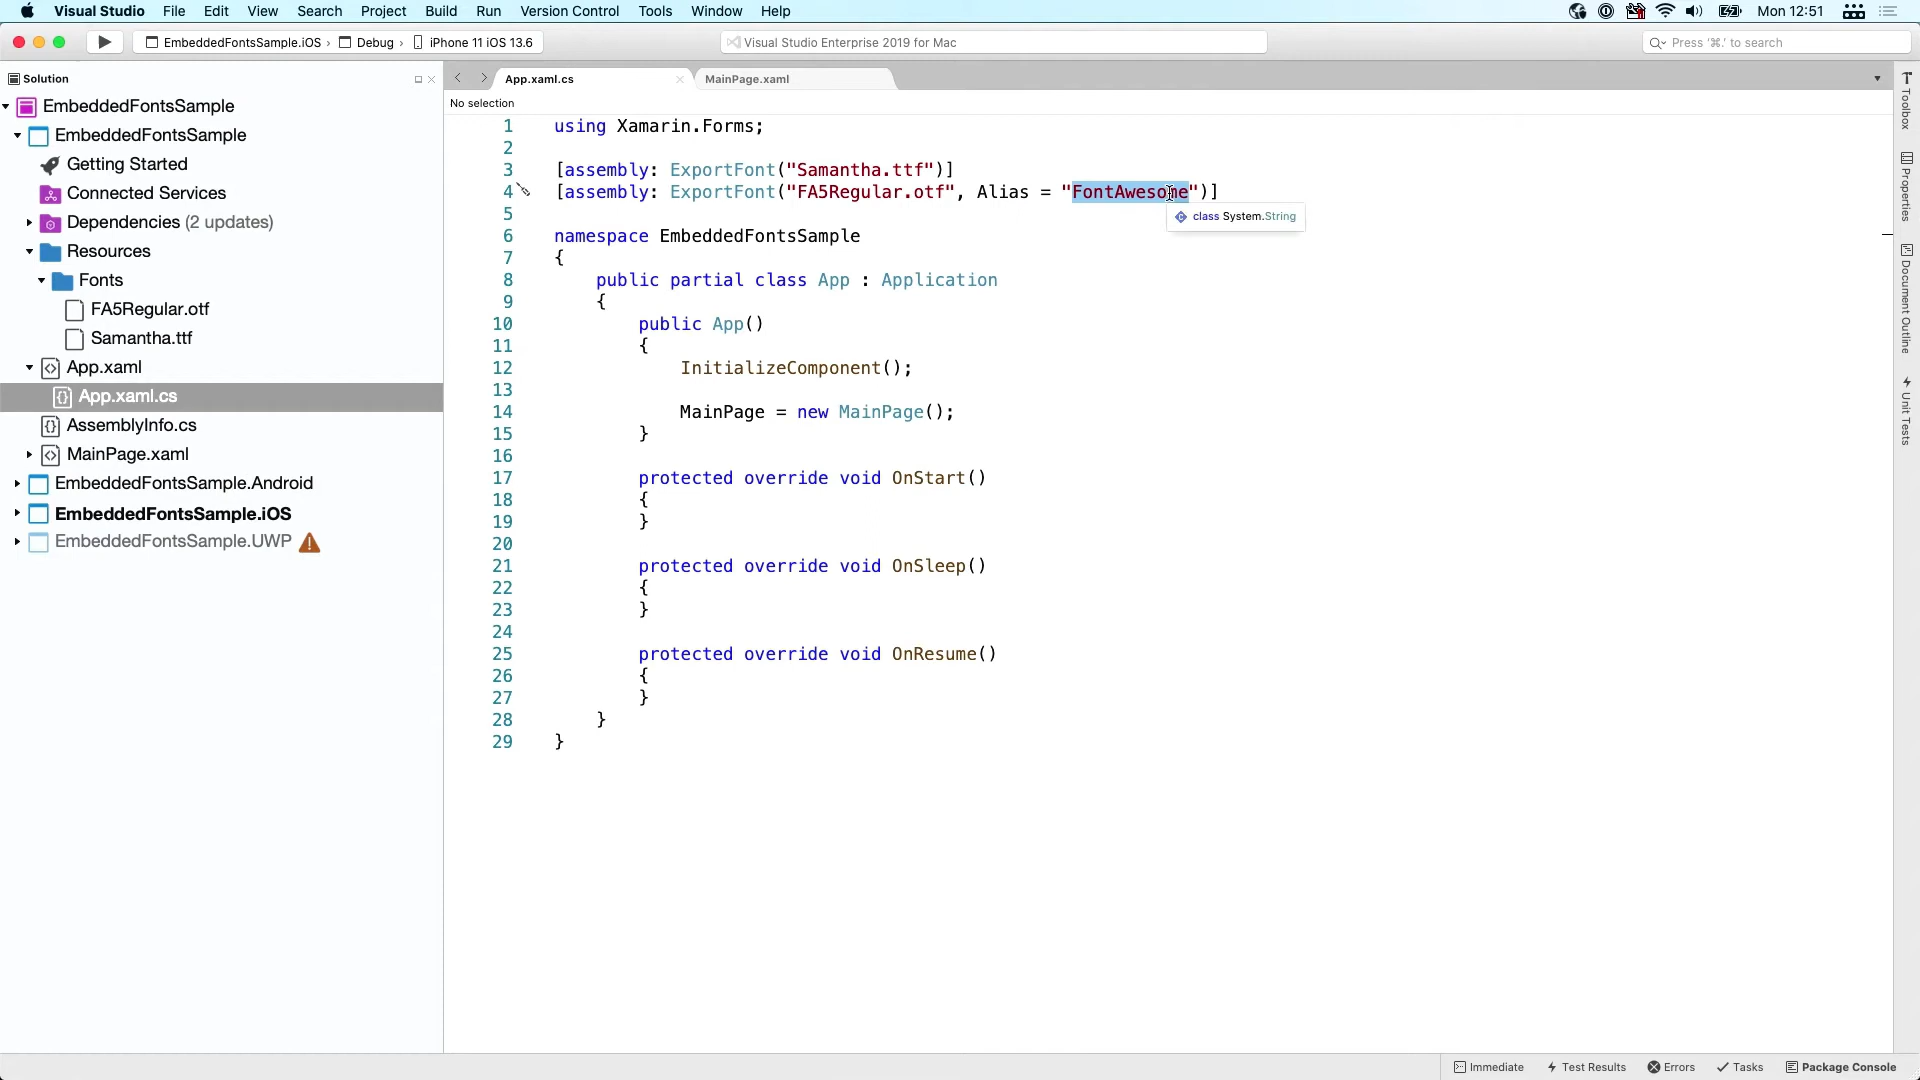 Visual Studio File Edit View Search Project Build Run Version Control Tools Window Help Mon 12:51
EmbeddedFontsSample.iOS › Debug › iPhone 11 iOS 13.6 Visual Studio Enterprise 2019 for Mac Press '⌘.' to search
Solution
App.xaml.cs MainPage.xaml
No selection
EmbeddedFontsSample
EmbeddedFontsSample
Getting Started
Connected Services
Dependencies (2 updates)
Resources
Fonts
FA5Regular.otf
Samantha.ttf
App.xaml
App.xaml.cs
AssemblyInfo.cs
MainPage.xaml
EmbeddedFontsSample.Android
EmbeddedFontsSample.iOS
EmbeddedFontsSample.UWP
1 using Xamarin.Forms;
2
3 [assembly: ExportFont("Samantha.ttf")]
4 [assembly: ExportFont("FA5Regular.otf", Alias = "FontAwesome")]
class System.String
5
6 namespace EmbeddedFontsSample
7 {
8 public partial class App : Application
9 {
10 public App()
11 {
12 InitializeComponent();
13
14 MainPage = new MainPage();
15 }
16
17 protected override void OnStart()
18 {
19 }
20
21 protected override void OnSleep()
22 {
23 }
24
25 protected override void OnResume()
26 {
27 }
28 }
29 }
Toolbox
Properties
Document Outline
Unit Tests
Immediate Test Results Errors Tasks Package Console